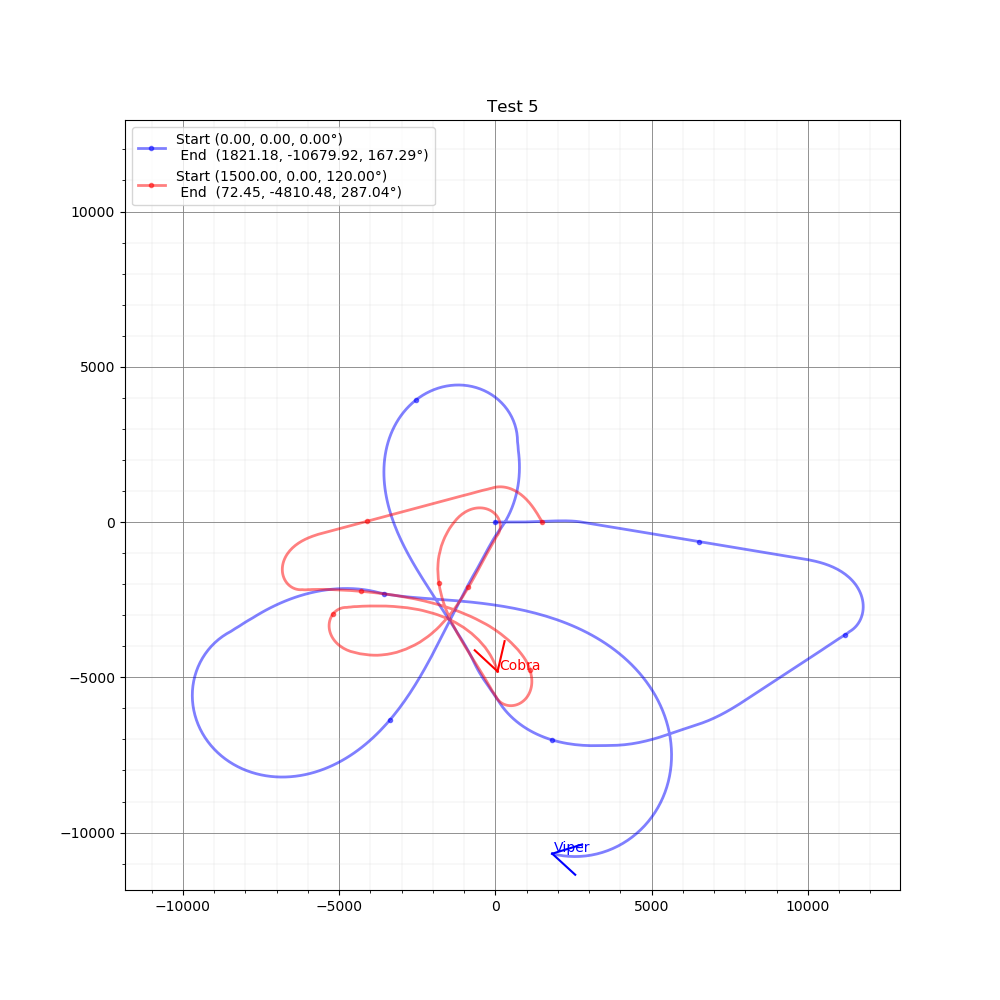 Test 5
Start (0.00, 0.00, 0.00°)
End  (1821.18, -10679.92, 167.29°)
Start (1500.00, 0.00, 120.00°)
End  (72.45, -4810.48, 287.04°)
10000
5000
0
−5000
−10000
Cobra
Viper
−10000
−5000
0
5000
10000